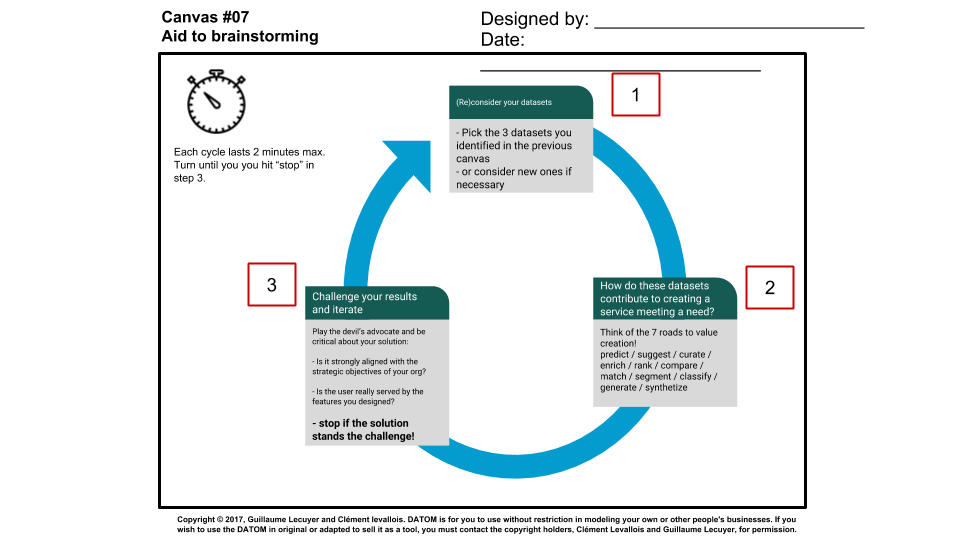 Canvas #07
Aid to brainstorming
Designed by: ___________________________
Date:
____________________________
Each cycle lasts 2 minutes max.
Turn until you you hit “stop” in
step 3.
1
(Re)consider your datasets
- Pick the 3 datasets you
identified in the previous
canvas
- or consider new ones if
necessary
2
How do these datasets
contribute to creating a
service meeting a need?
Think of the 7 roads to value
creation!
predict / suggest / curate /
enrich / rank / compare /
match / segment / classify /
generate / synthetize
3
Challenge your results
and iterate
Play the devil’s advocate and be
critical about your solution:
- Is it strongly aligned with the
strategic objectives of your org?
- Is the user really served by the
features you designed?
- stop if the solution
stands the challenge!
Copyright © 2017, Guillaume Lecuyer and Clément levallois. DATOM is for you to use without restriction in modeling your own or other people's businesses. If you
wish to use the DATOM in original or adapted to sell it as a tool, you must contact the copyright holders, Clément Levallois and Guillaume Lecuyer, for permission.